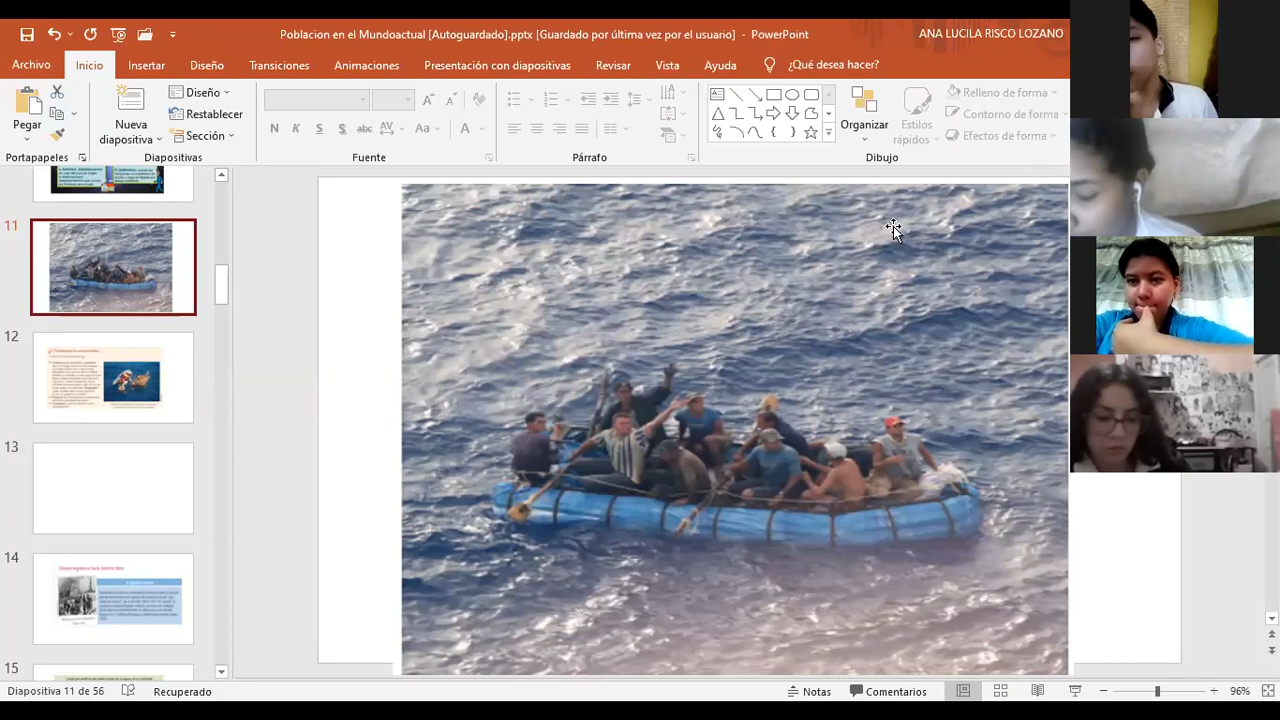 Poblacion en el Mundoactual [Autoguardado].pptx [Guardado por última vez por el usuario] - PowerPoint
ANA LUCILA RISCO LOZANO
Archivo Inicio Insertar Diseño Transiciones Animaciones Presentación con diapositivas Revisar Vista Ayuda ¿Qué desea hacer?
Pegar
Nueva diapositiva
Diseño
Restablecer
Sección
N K S S abc AV Aa A
Organizar
Estilos rápidos
Relleno de forma
Contorno de forma
Efectos de forma
Portapapeles Diapositivas Fuente Párrafo Dibujo
11
12
13
14
15
Diapositiva 11 de 56 Recuperado Notas Comentarios 96%